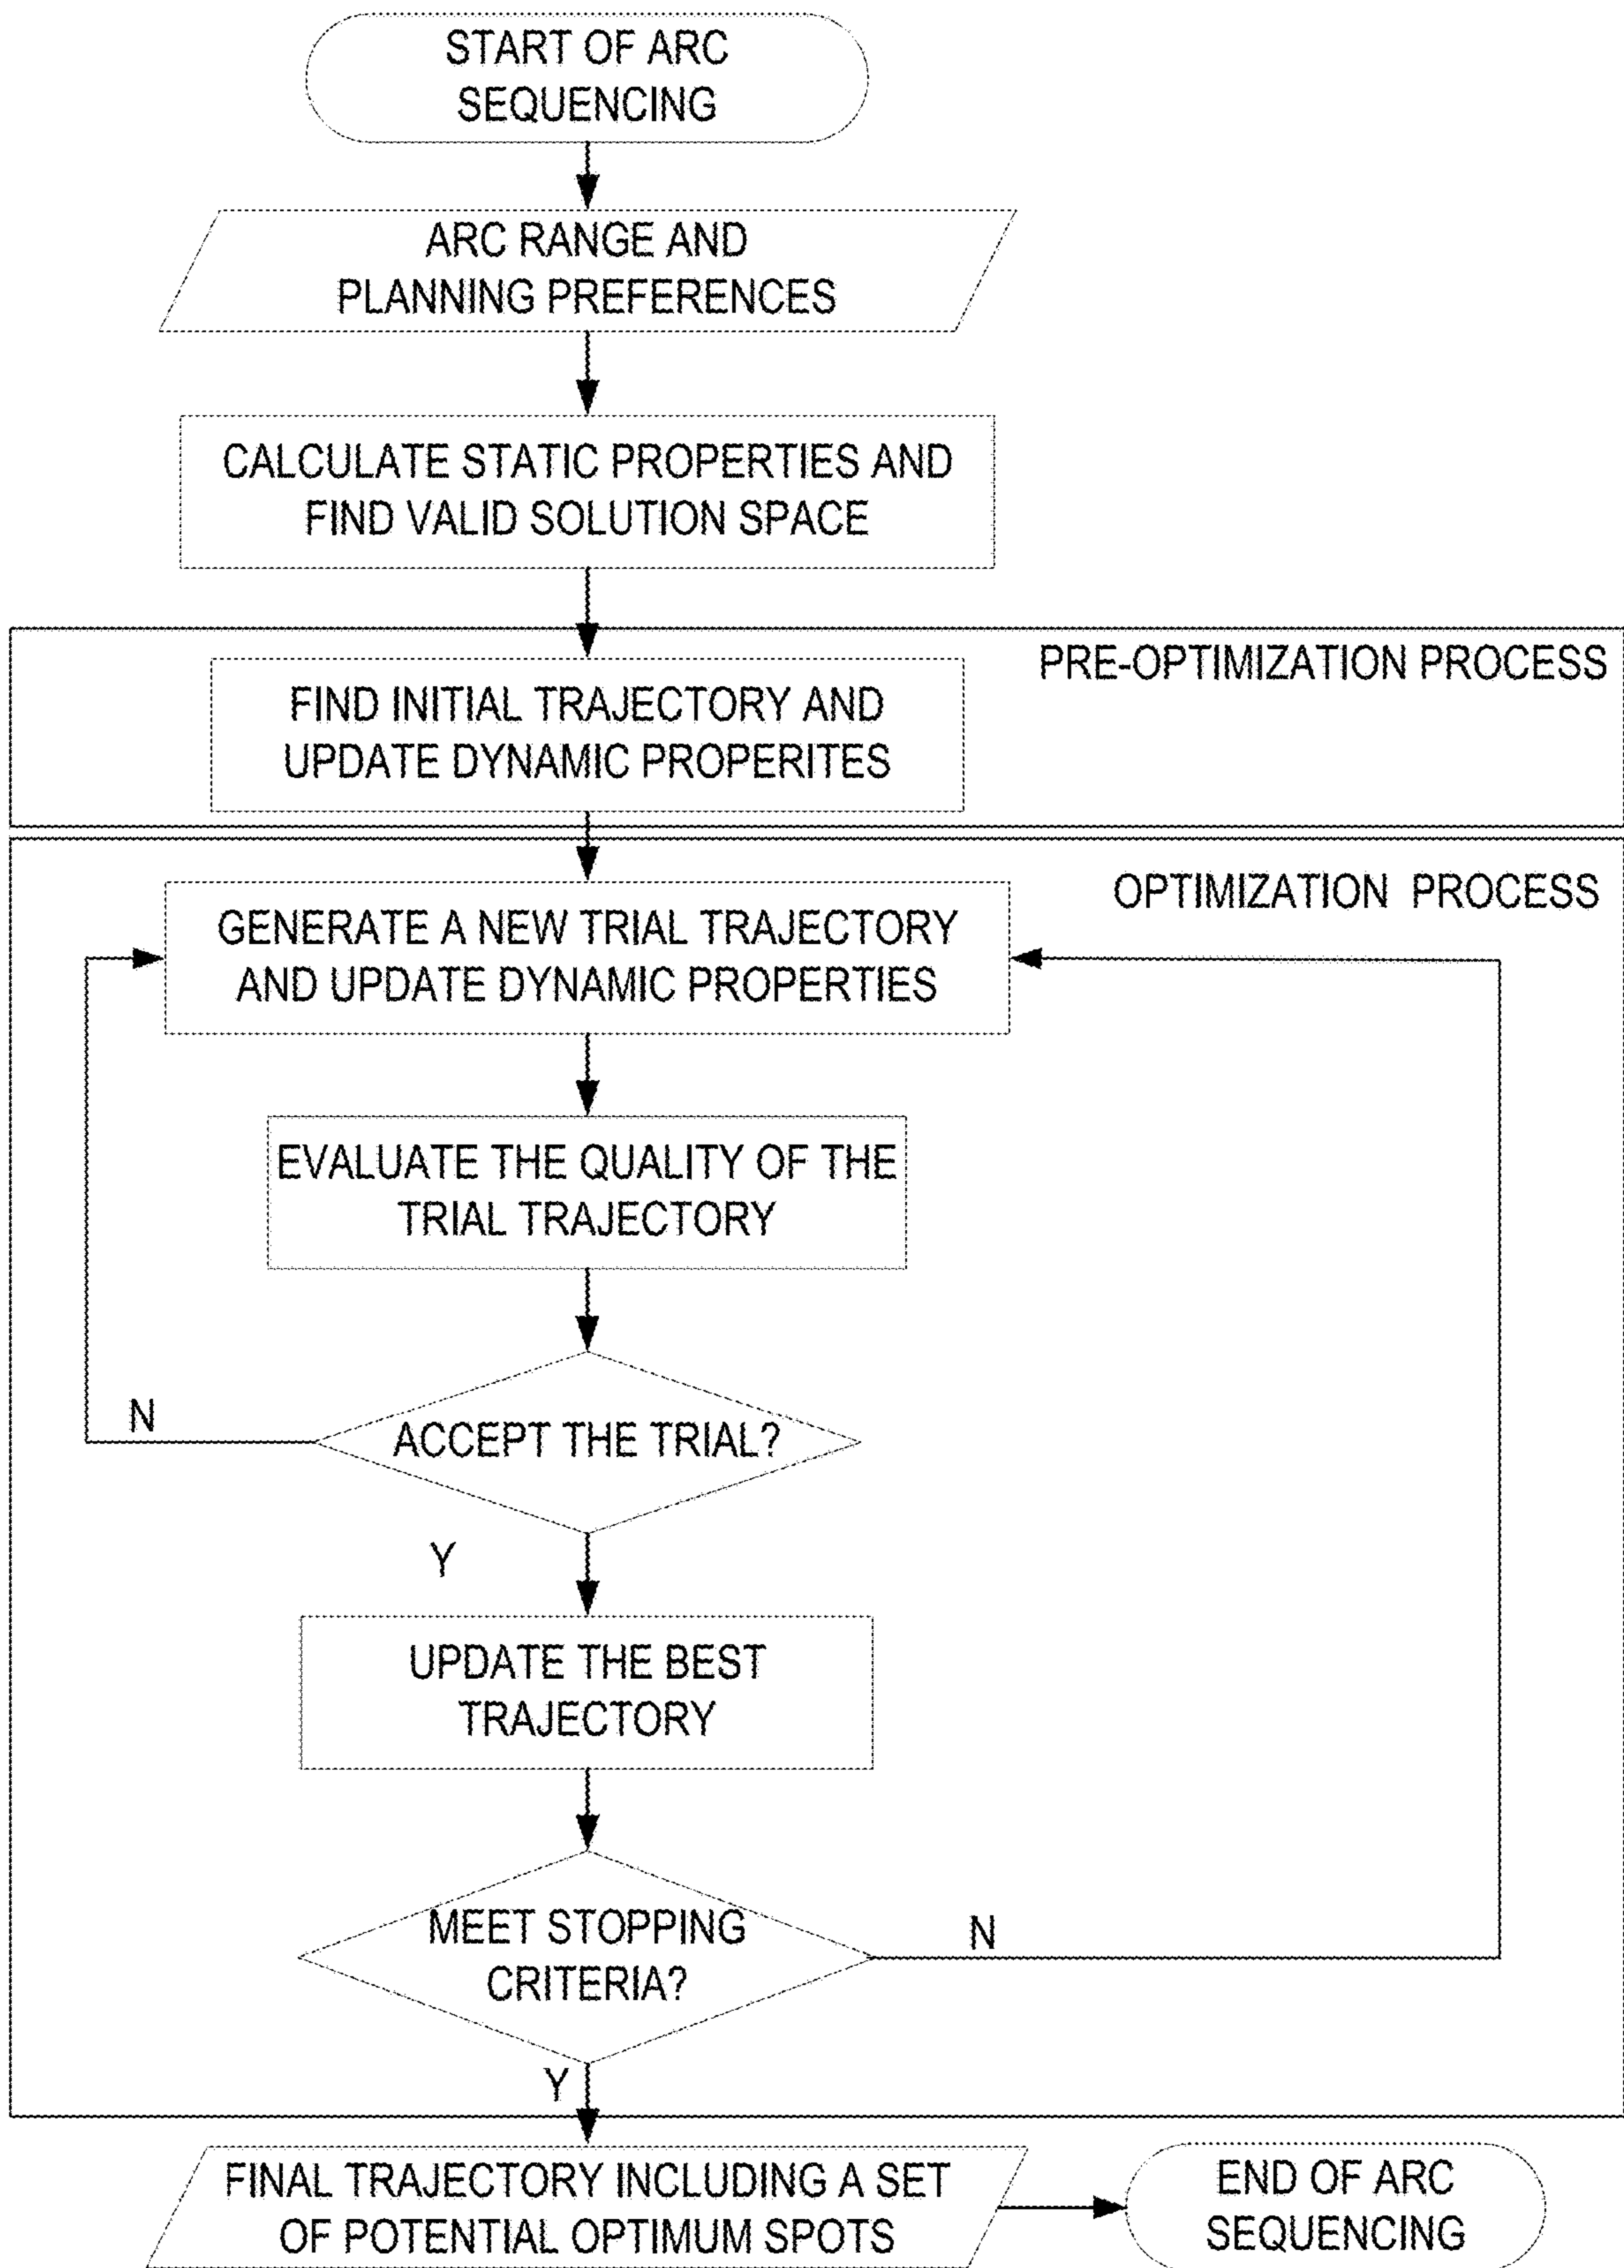 START OF ARC
SEQUENCING
ARC RANGE AND
PLANNING PREFERENCES
CALCULATE STATIC PROPERTIES AND
FIND VALID SOLUTION SPACE
PRE-OPTIMIZATION PROCESS
FIND INITIAL TRAJECTORY AND
UPDATE DYNAMIC PROPERITES
OPTIMIZATION PROCESS
GENERATE A NEW TRIAL TRAJECTORY
AND UPDATE DYNAMIC PROPERTIES
EVALUATE THE QUALITY OF THE
TRIAL TRAJECTORY
N
ACCEPT THE TRIAL?
Y
UPDATE THE BEST
TRAJECTORY
MEET STOPPING
CRITERIA?
N
Y
FINAL TRAJECTORY INCLUDING A SET
OF POTENTIAL OPTIMUM SPOTS
END OF ARC
SEQUENCING